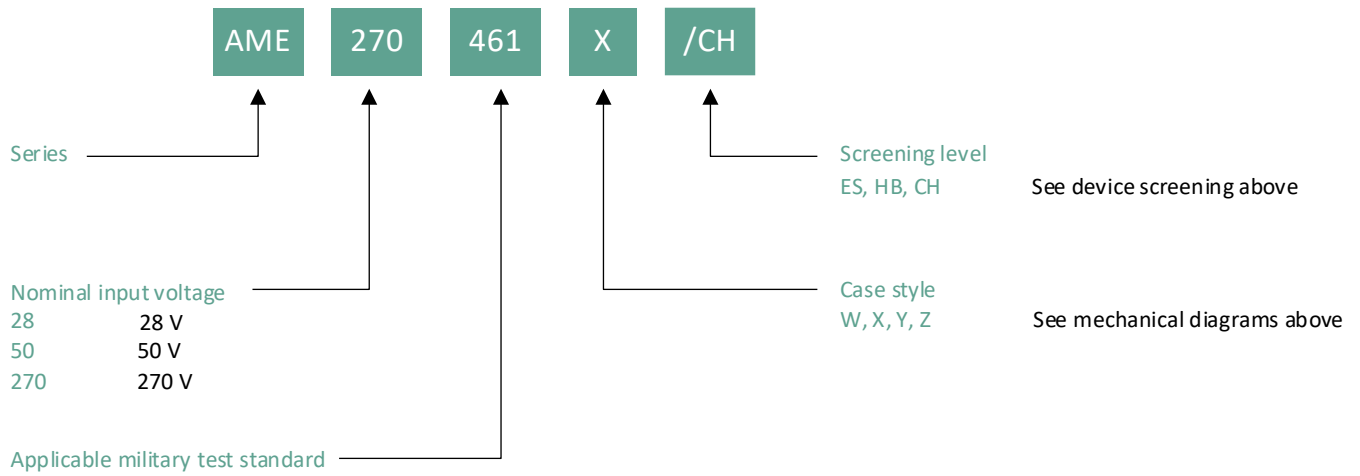 AME 270 461 X /CH
Series
Screening level
ES, HB, CH See device screening above
Nominal input voltage
28 28 V
50 50 V
270 270 V
Case style
W, X, Y, Z See mechanical diagrams above
Applicable military test standard